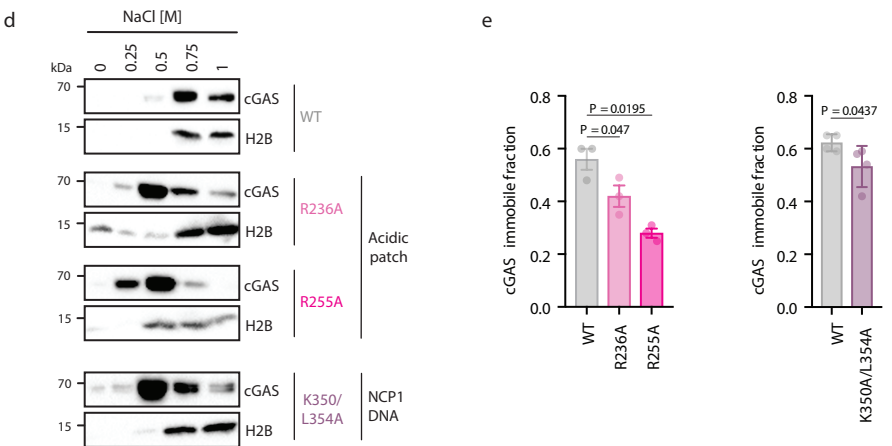 d
NaCl [M]
kDa
0
0.25
0.5
0.75
1
70
cGAS
15
H2B
WT
70
cGAS
15
H2B
R236A
70
cGAS
15
H2B
R255A
Acidic
patch
70
cGAS
15
H2B
K350/
L354A
NCP1
DNA
e
cGAS immobile fraction
0.8
0.6
0.4
0.2
0.0
P = 0.0195
P = 0.047
WT
R236A
R255A
cGAS immobile fraction
0.8
0.6
0.4
0.2
0.0
P = 0.0437
WT
K350A/L354A